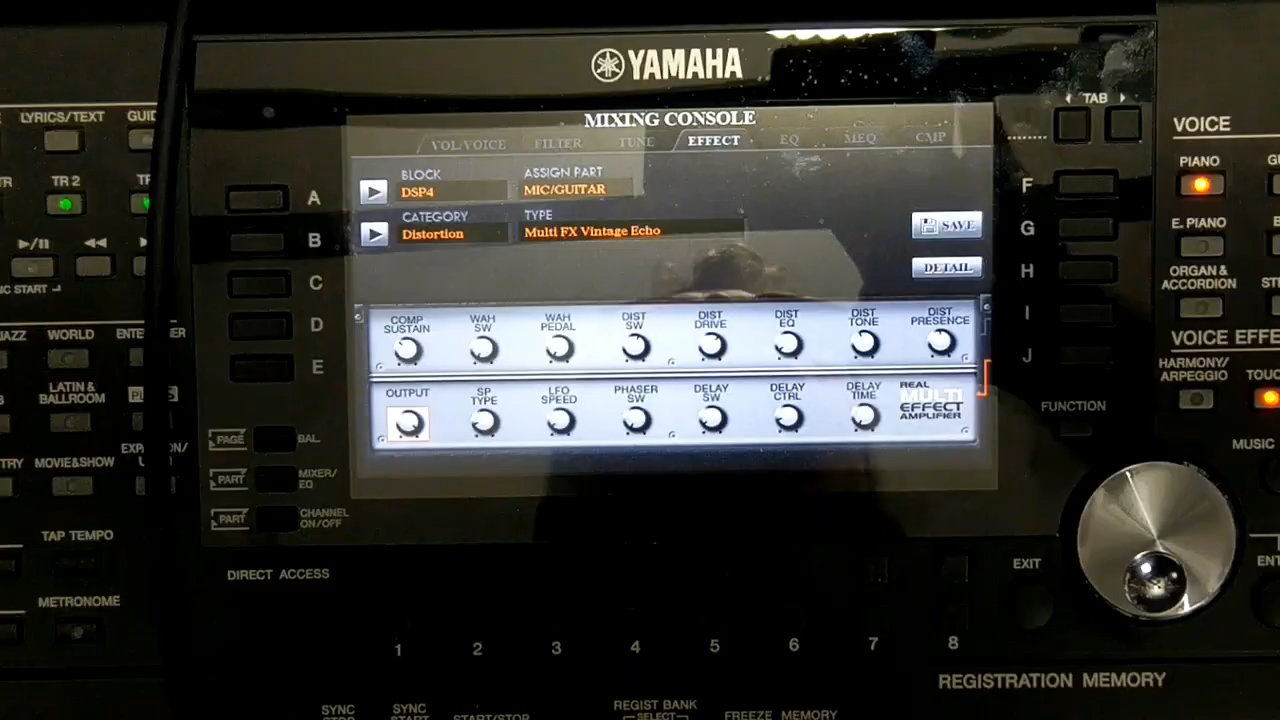 YAMAHA
MIXING CONSOLE
VOL/VOICE FILTER TUNE EFFECT EQ MEQ CMP
BLOCK
DSP4
ASSIGN PART
MIC/GUITAR
CATEGORY
Distortion
TYPE
Multi FX Vintage Echo
SAVE
DETAIL
COMP SUSTAIN
WAH SW
WAH PEDAL
DIST SW
DIST DRIVE
DIST EQ
DIST TONE
DIST PRESENCE
OUTPUT
SP TYPE
LFO SPEED
PHASER SW
DELAY SW
DELAY CTRL
DELAY TIME
REAL
MULTI
EFFECT
AMPLIFIER
LYRICS/TEXT
TR 2
WORLD
LATIN &
BALLROOM
MOVIE&SHOW
TAP TEMPO
METRONOME
A
B
C
D
E
PAGE BAL.
PART MIXER/
EQ
PART CHANNEL
ON/OFF
DIRECT ACCESS
1 2 3 4 5 6 7 8
TAB
F
G
H
I
J
FUNCTION
EXIT
VOICE
PIANO
E. PIANO
ORGAN &
ACCORDION
HARMONY/
ARPEGGIO
MUSIC
REGISTRATION MEMORY
SYNC
START/STOP
REGIST BANK
SELECT
FREEZE MEMORY